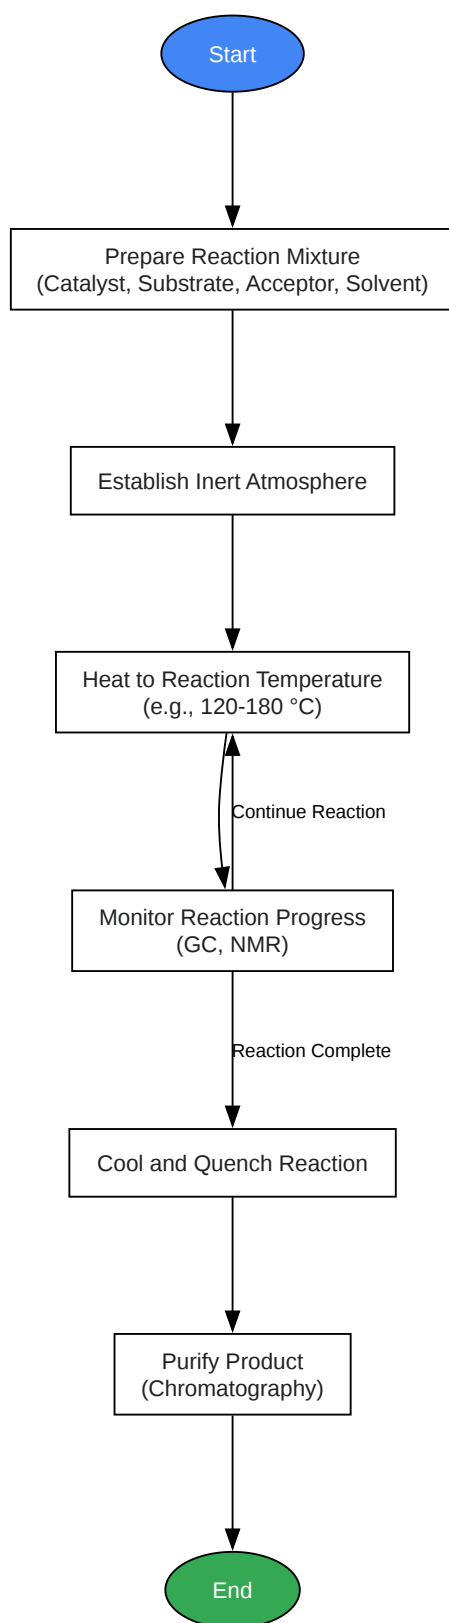 Start
Prepare Reaction Mixture
(Catalyst, Substrate, Acceptor, Solvent)
Establish Inert Atmosphere
Heat to Reaction Temperature
(e.g., 120-180 °C)
Continue Reaction
Monitor Reaction Progress
(GC, NMR)
Reaction Complete
Cool and Quench Reaction
Purify Product
(Chromatography)
End